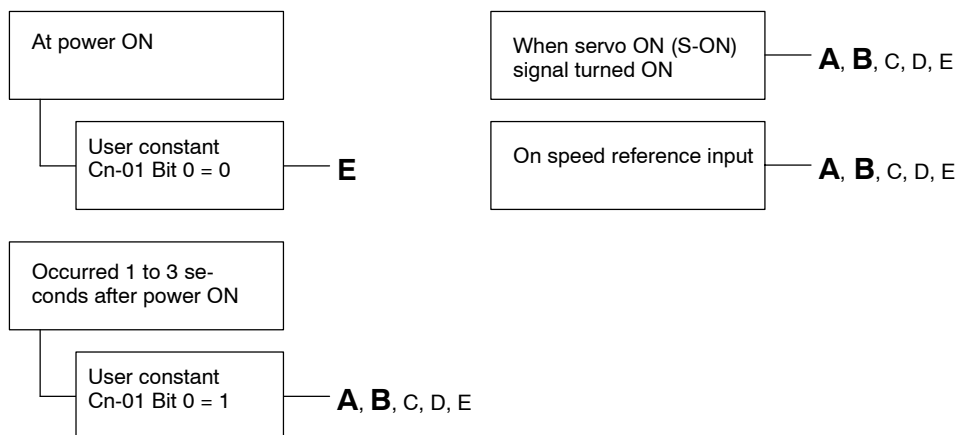 At power ON
User constant
Cn-01 Bit 0 = 0
E
Occurred 1 to 3 se-
conds after power ON
User constant
Cn-01 Bit 0 = 1
A, B, C, D, E
When servo ON (S-ON)
signal turned ON
A, B, C, D, E
On speed reference input
A, B, C, D, E